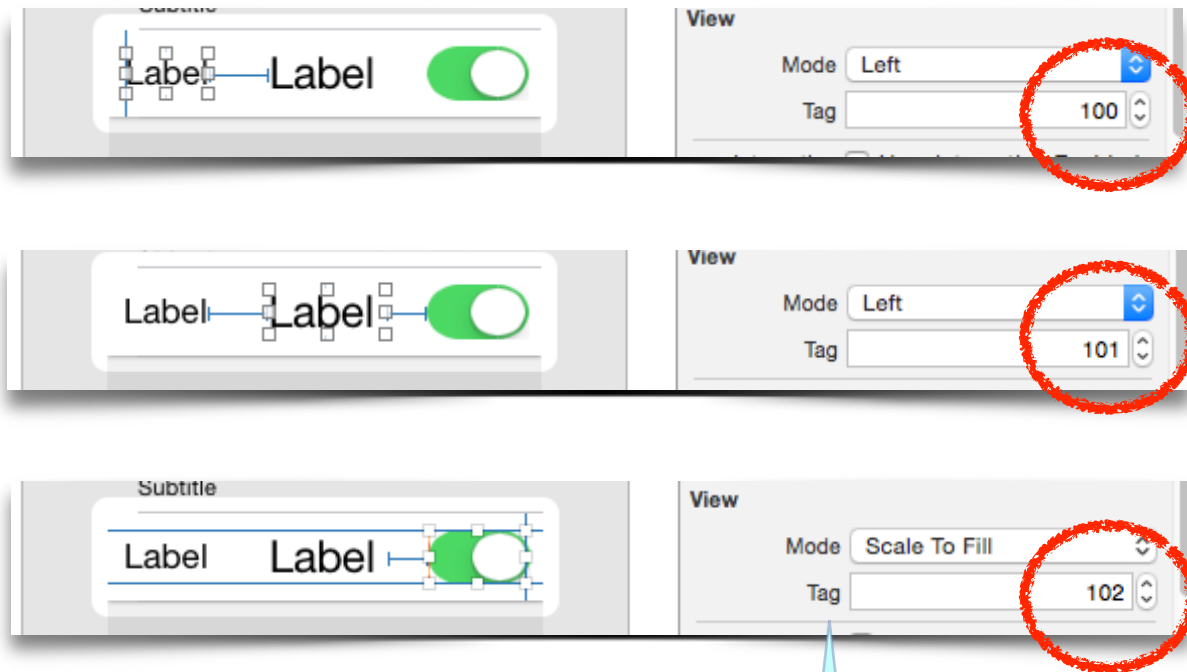 Subtitle
View
Label Label
Mode Left
Tag 100
View
Label Label
Mode Left
Tag 101
Subtitle
View
Label Label
Mode Scale To Fill
Tag 102